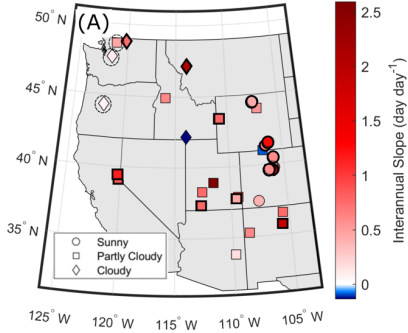 (A)
50° N
45° N
40° N
35° N
125° W
120° W
115° W
110° W
105° W
Sunny
Partly Cloudy
Cloudy
2.5
2
1.5
1
0.5
0
Interannual Slope (day day⁻¹)